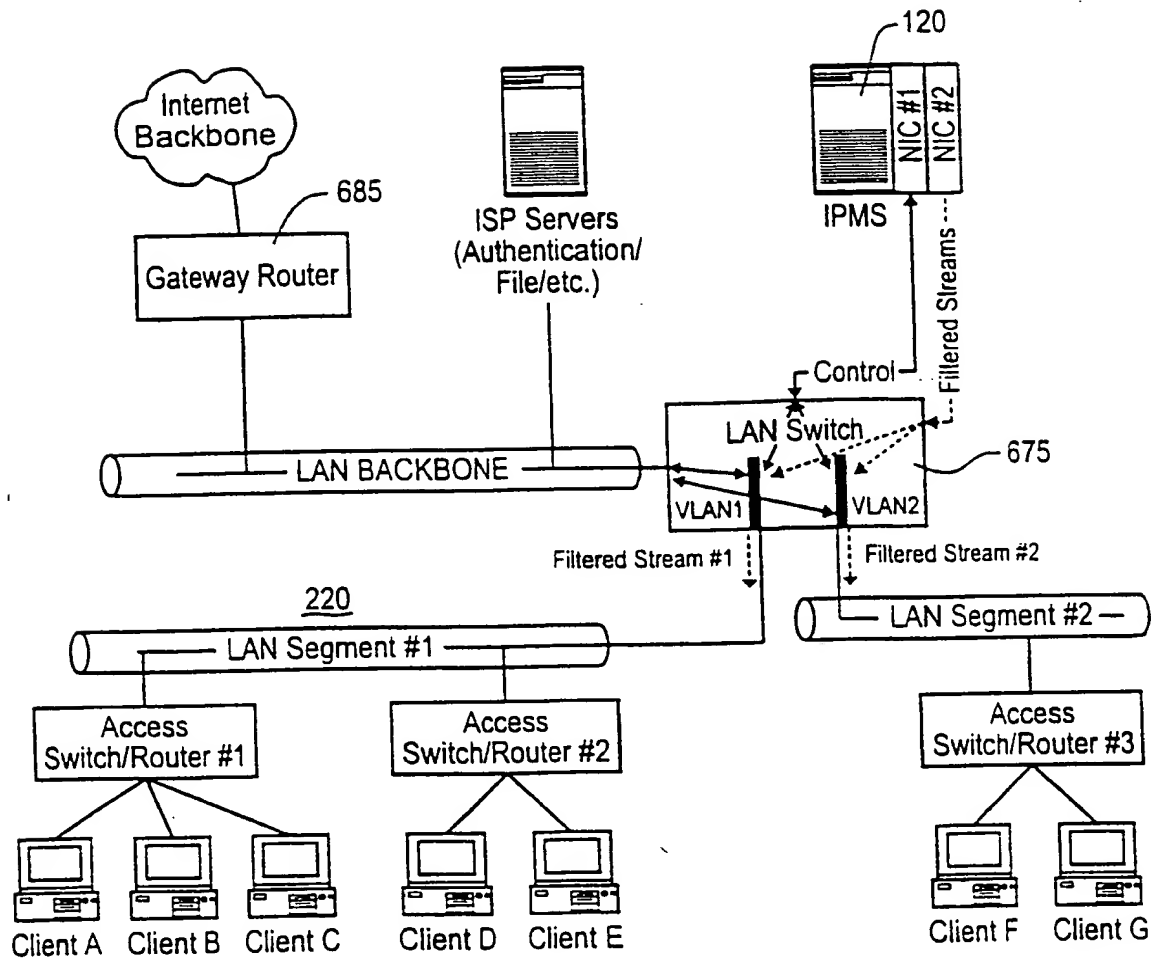 120
Internet
Backbone
NIC #1
NIC #2
685
ISP Servers
(Authentication/
File/etc.)
IPMS
Gateway Router
Filtered Streams
Control
LAN Switch
LAN BACKBONE
675
VLAN1
VLAN2
Filtered Stream #1
Filtered Stream #2
220
LAN Segment #1
LAN Segment #2
Access
Switch/Router #1
Access
Switch/Router #2
Access
Switch/Router #3
Client A
Client B
Client C
Client D
Client E
Client F
Client G